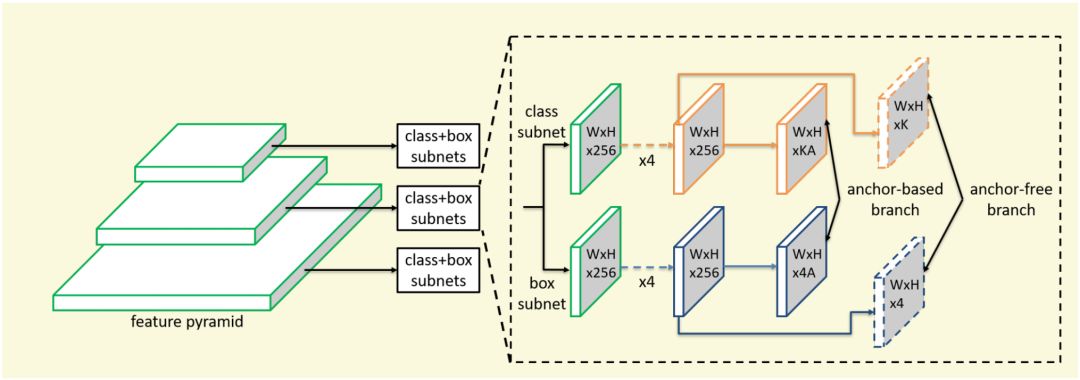 class+box
subnets
class+box
subnets
class+box
subnets
feature pyramid
class
subnet
WxH
x256
x4
WxH
x256
WxH
xKA
WxH
xK
anchor-based
branch
anchor-free
branch
box
subnet
WxH
x256
x4
WxH
x256
WxH
x4A
WxH
x4